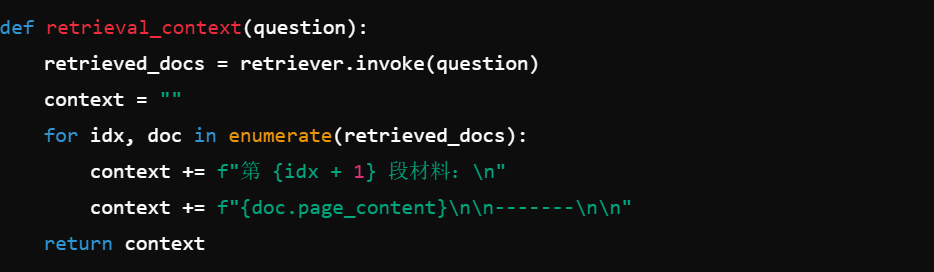 def retrieval_context(question):
    retrieved_docs = retriever.invoke(question)
    context = ""
    for idx, doc in enumerate(retrieved_docs):
        context += f"第 {idx + 1} 段材料：\n"
        context += f"{doc.page_content}\n\n-------\n\n"
    return context